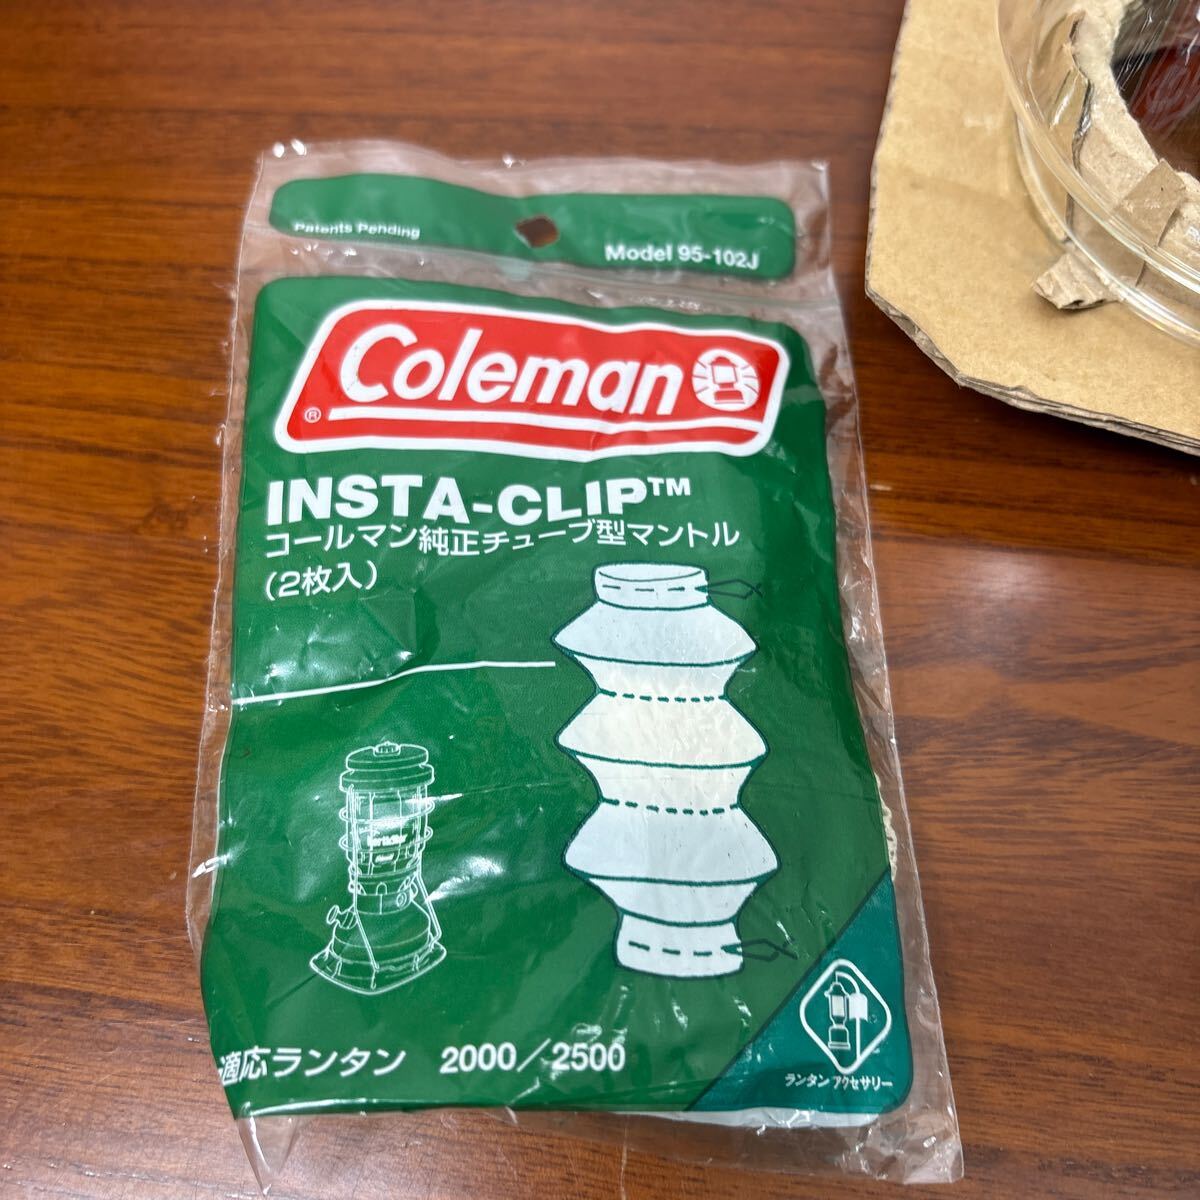 Patents Pending
Model 95-102J
Coleman
®
INSTA-CLIP™
コールマン純正チューブ型マントル
(2枚入)
適応ランタン 2000/2500
ランタンアクセサリー